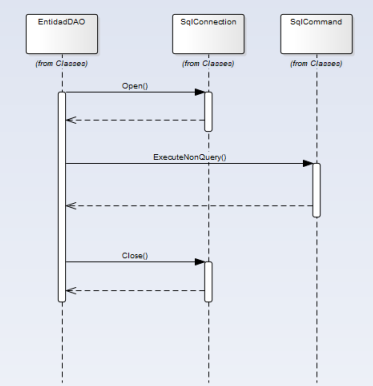 EntidadDAO
SqlConnection
SqlCommand
(from Classes)
(from Classes)
(from Classes)
Open()
ExecuteNonQuery()
Close()